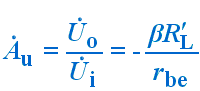 Ȧu = U̇o / U̇i = - βR′L / rbe